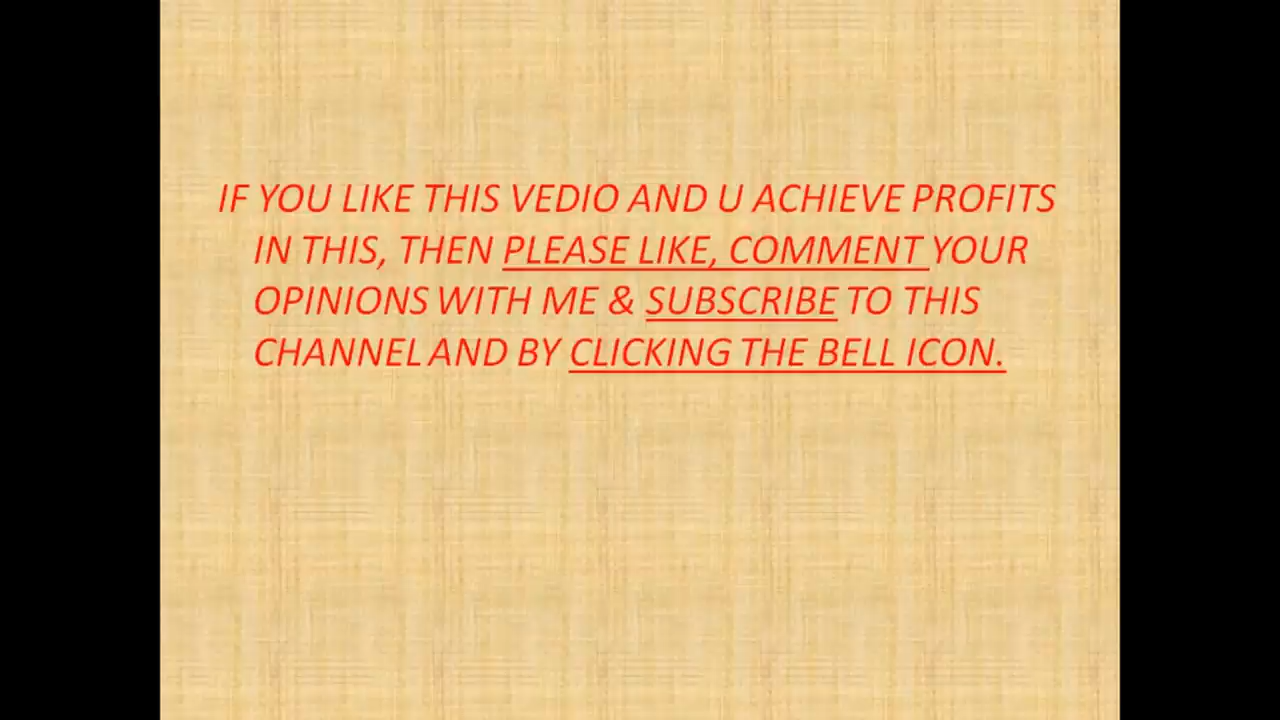 IF YOU LIKE THIS VEDIO AND U ACHIEVE PROFITS
IN THIS, THEN PLEASE LIKE, COMMENT YOUR
OPINIONS WITH ME & SUBSCRIBE TO THIS
CHANNEL AND BY CLICKING THE BELL ICON.